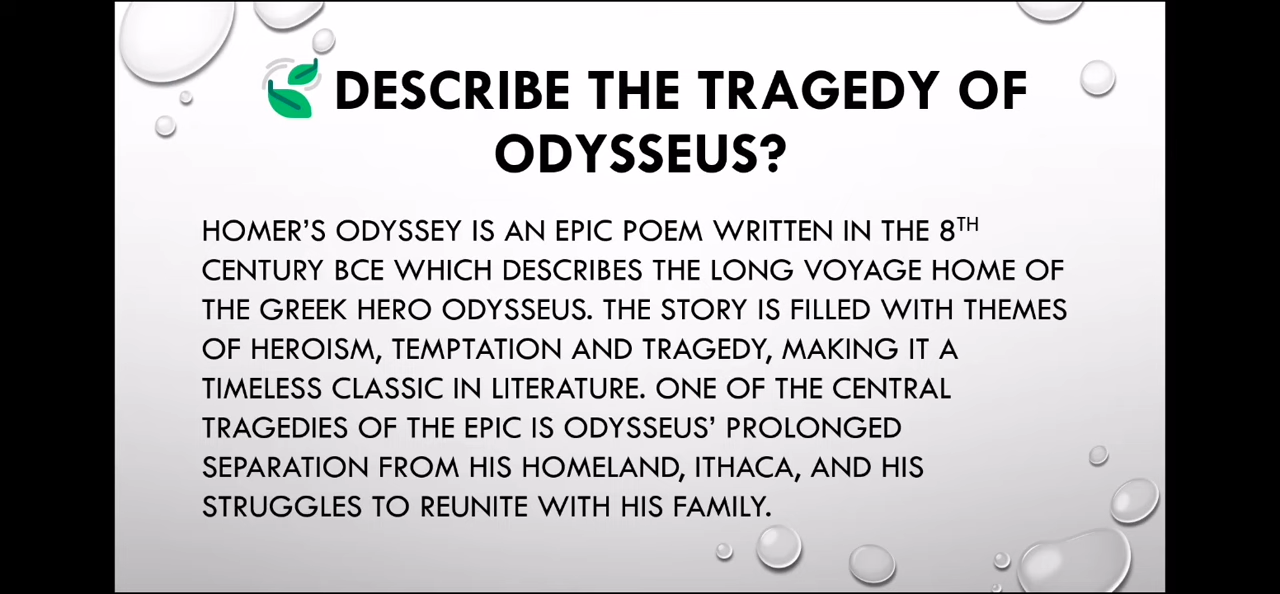 DESCRIBE THE TRAGEDY OF
ODYSSEUS?
HOMER'S ODYSSEY IS AN EPIC POEM WRITTEN IN THE 8TH
CENTURY BCE WHICH DESCRIBES THE LONG VOYAGE HOME OF
THE GREEK HERO ODYSSEUS. THE STORY IS FILLED WITH THEMES
OF HEROISM, TEMPTATION AND TRAGEDY, MAKING IT A
TIMELESS CLASSIC IN LITERATURE. ONE OF THE CENTRAL
TRAGEDIES OF THE EPIC IS ODYSSEUS' PROLONGED
SEPARATION FROM HIS HOMELAND, ITHACA, AND HIS
STRUGGLES TO REUNITE WITH HIS FAMILY.